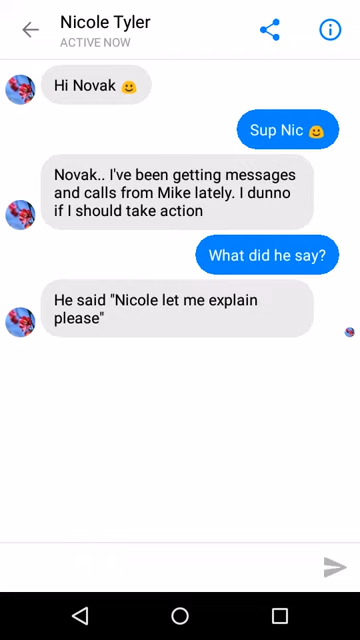 Nicole Tyler
ACTIVE NOW
Hi Novak 🙂
Sup Nic 🙂
Novak.. I've been getting messages
and calls from Mike lately. I dunno
if I should take action
What did he say?
He said "Nicole let me explain
please"